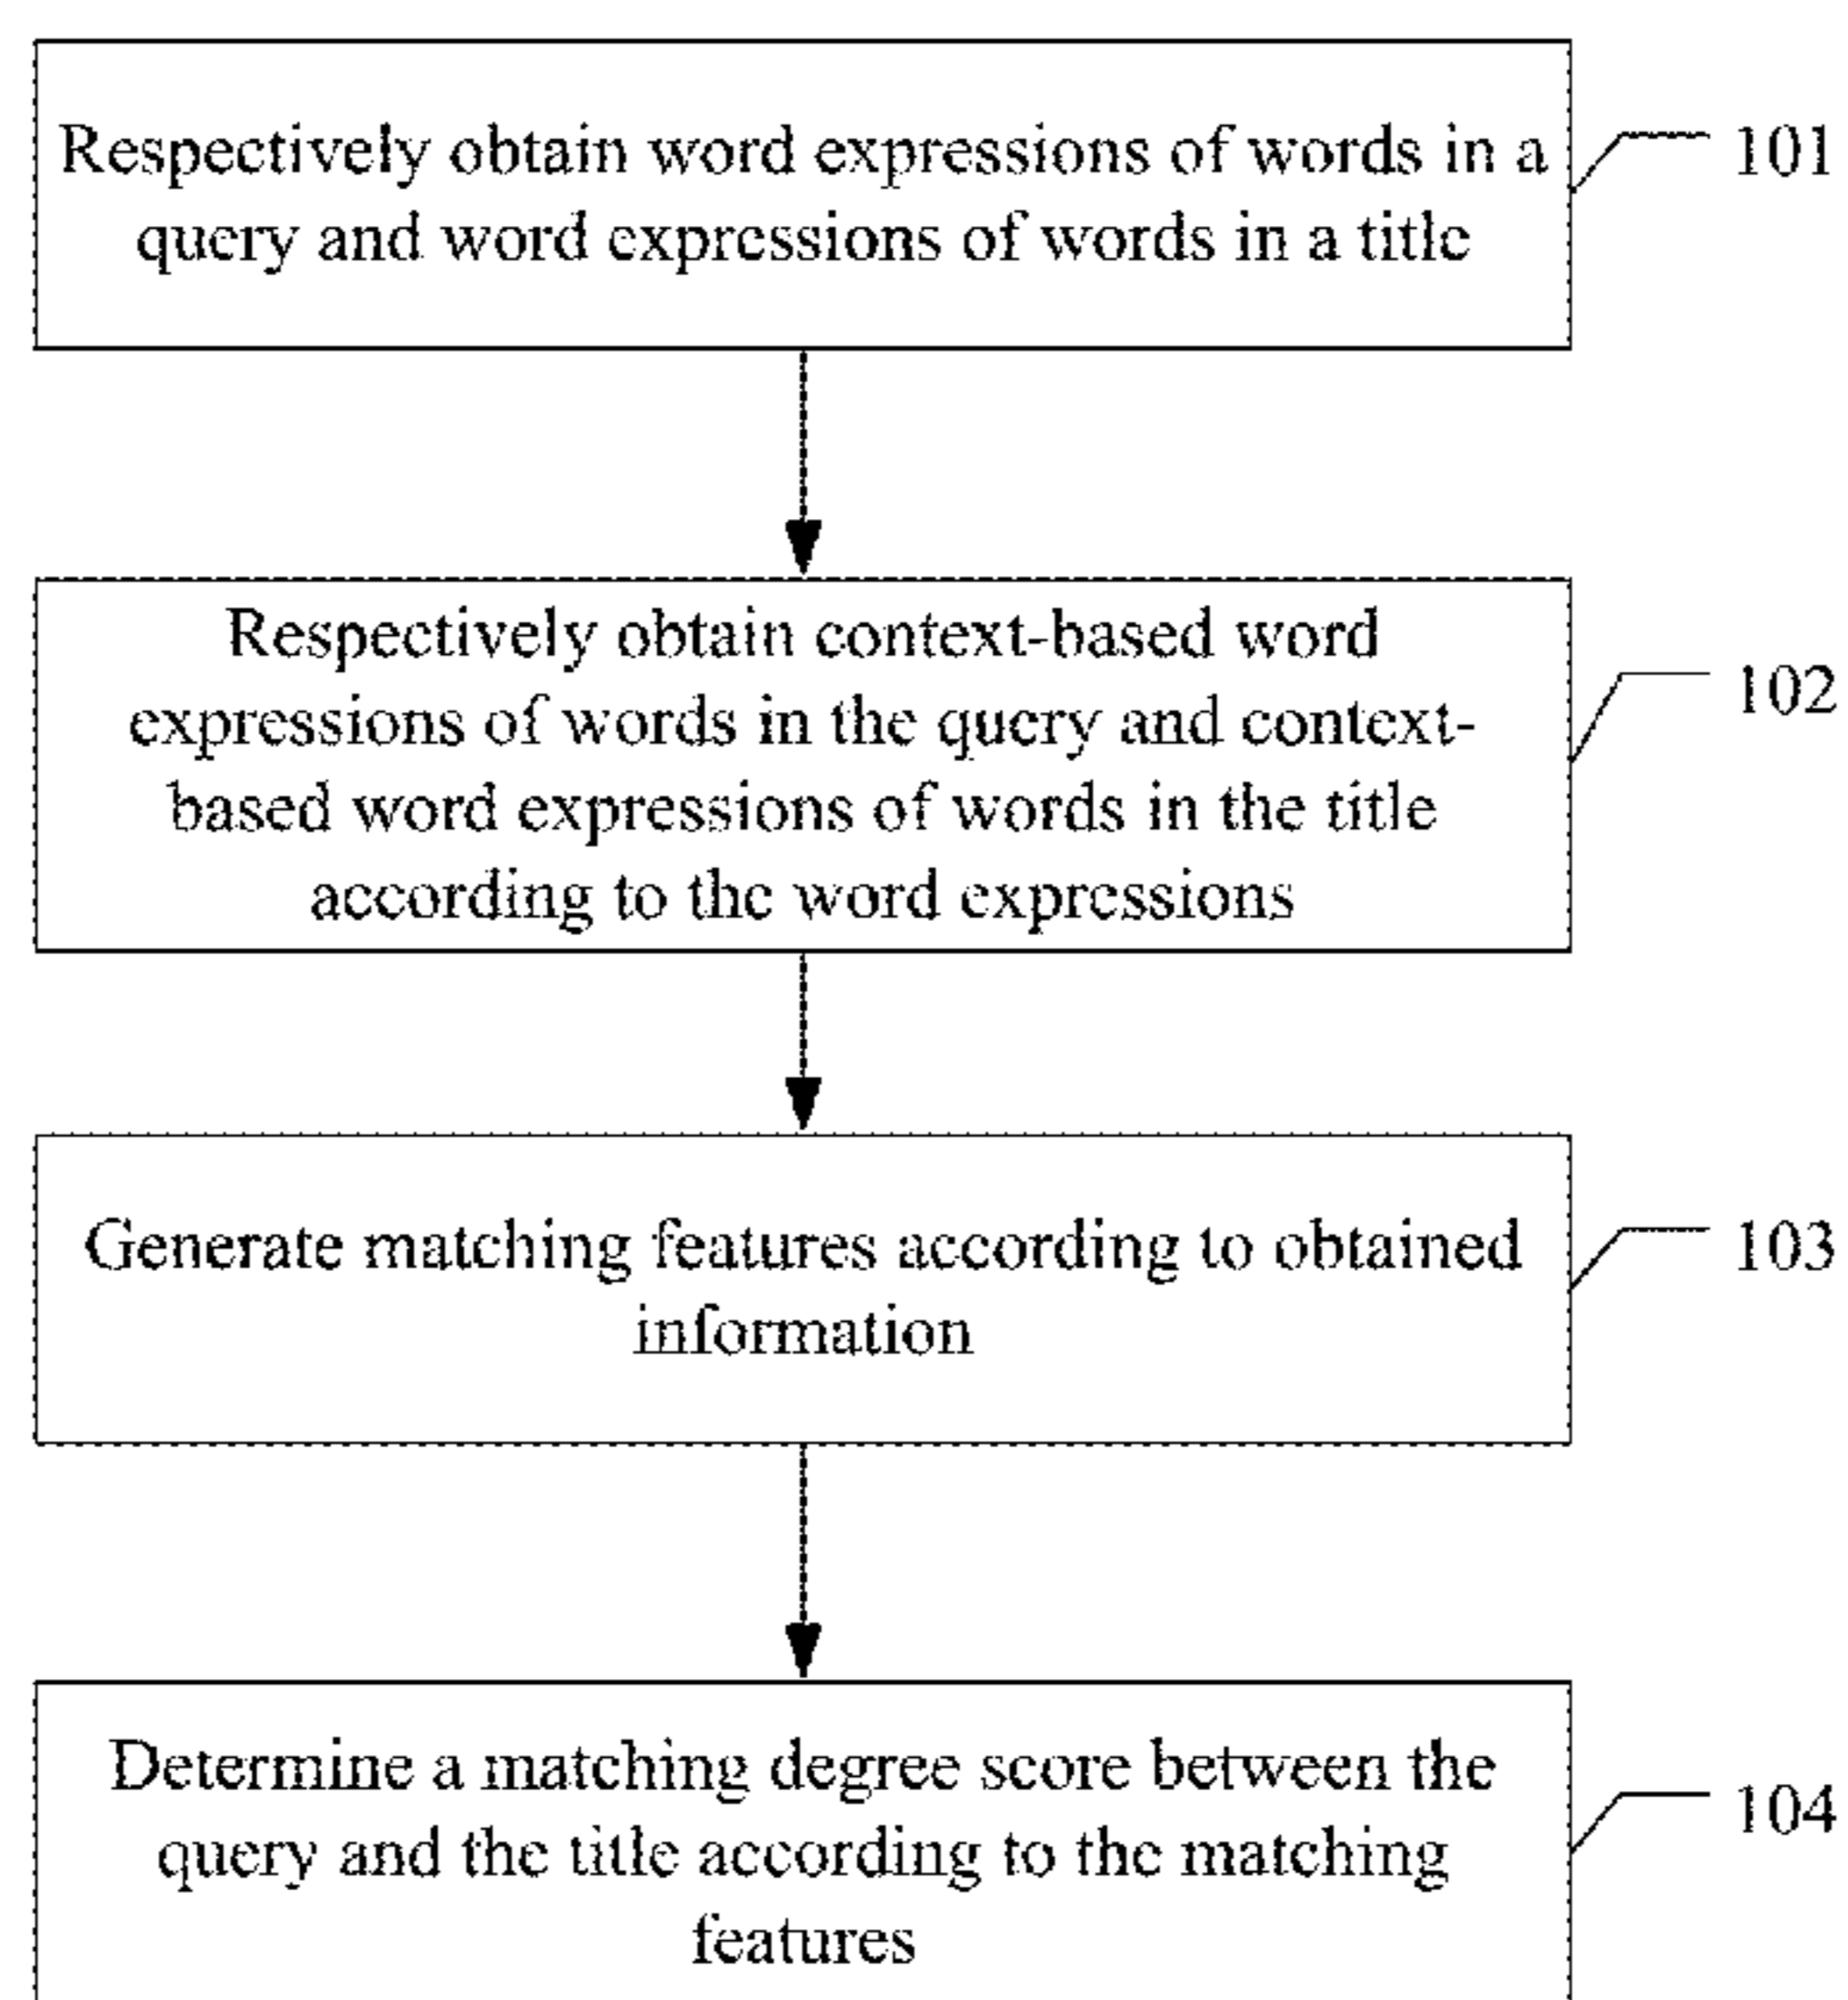 Respectively obtain word expressions of words in a
query and word expressions of words in a title
101
Respectively obtain context-based word
expressions of words in the query and context-
based word expressions of words in the title
according to the word expressions
102
Generate matching features according to obtained
information
103
Determine a matching degree score between the
query and the title according to the matching
features
104